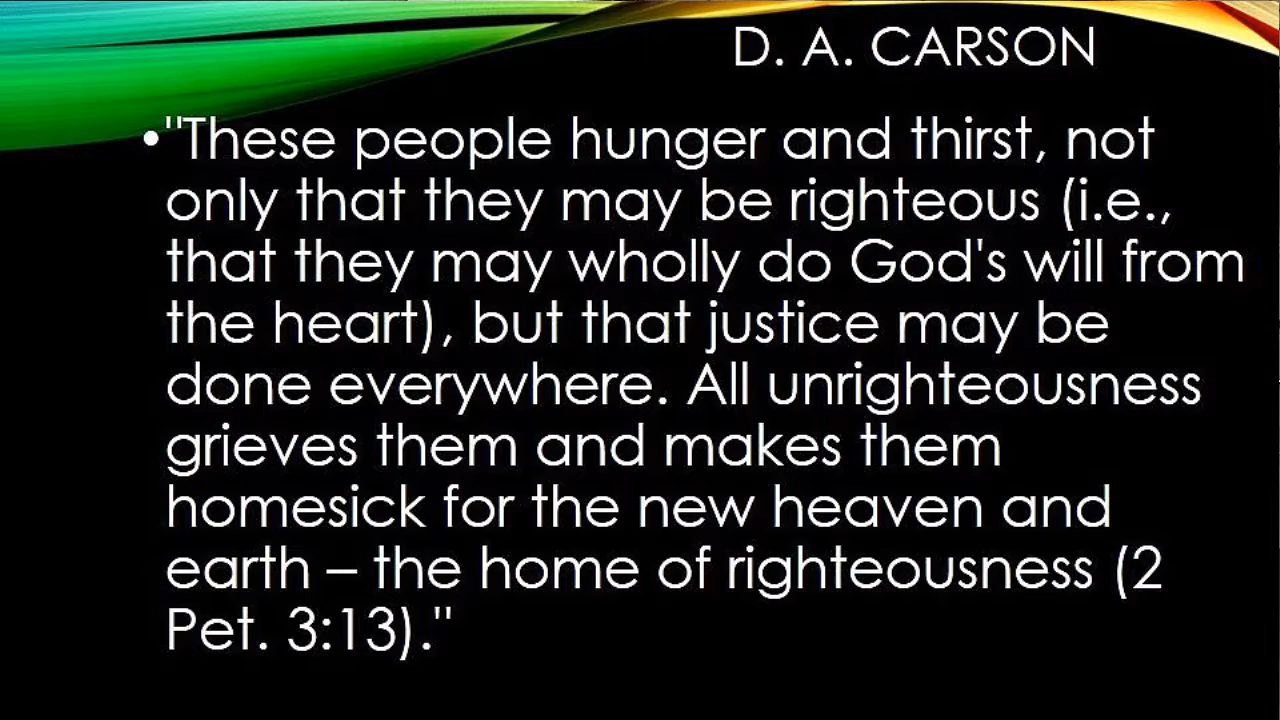 D. A. CARSON
•"These people hunger and thirst, not
only that they may be righteous (i.e.,
that they may wholly do God's will from
the heart), but that justice may be
done everywhere. All unrighteousness
grieves them and makes them
homesick for the new heaven and
earth – the home of righteousness (2
Pet. 3:13)."